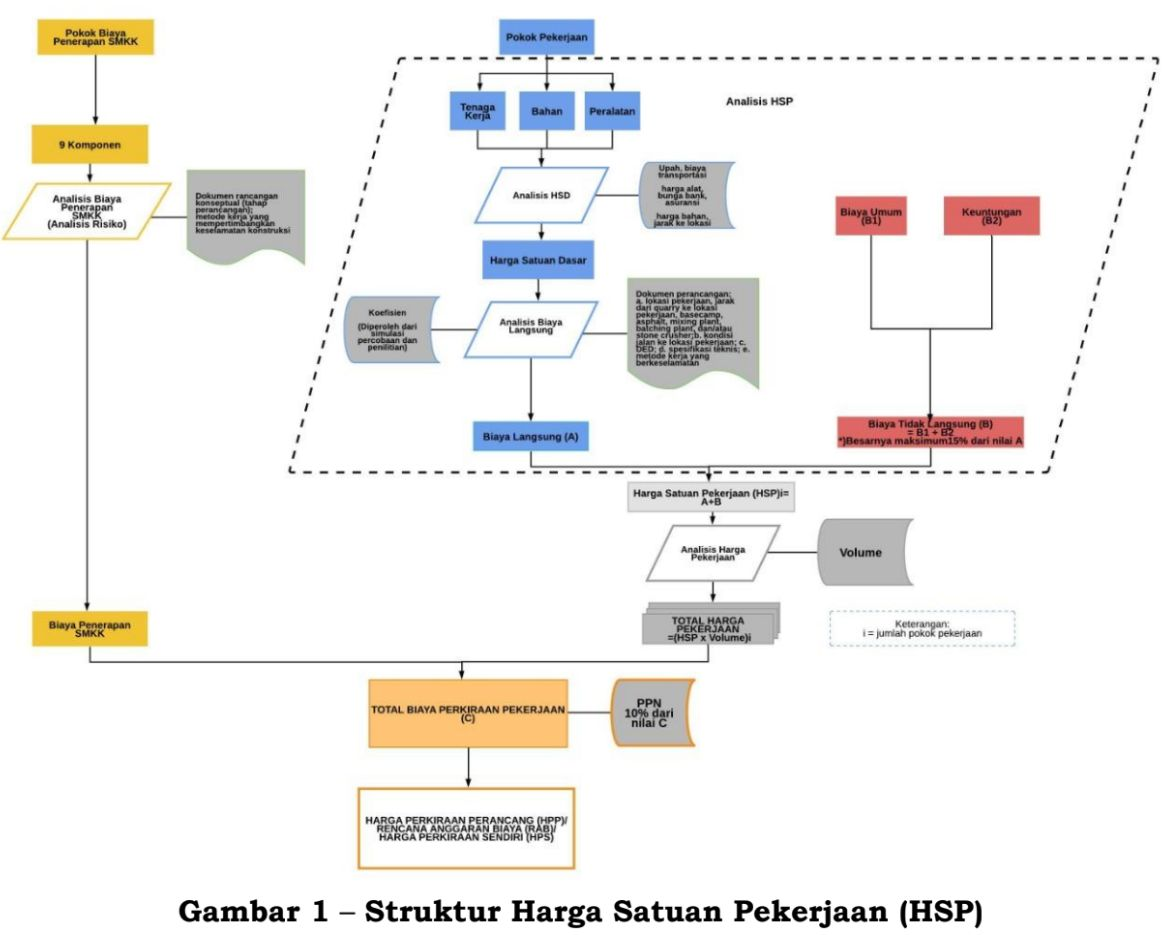 Pokok Biaya
Penerapan SMKK
9 Komponen
Analisis Biaya
Penerapan
SMKK
(Analisis Risiko)
Dokumen rancangan
konseptual (tahap
perancangan);
metode kerja yang
mempertimbangkan
keselamatan konstruksi
Biaya Penerapan
SMKK
Pokok Pekerjaan
Analisis HSP
Tenaga
Kerja
Bahan
Peralatan
Analisis HSD
Upah, biaya
transportasi
harga alat,
bunga bank,
asuransi
harga bahan,
jarak ke lokasi
Harga Satuan Dasar
Koefisien
(Diperoleh dari
simulasi
percobaan dan
penilitian)
Analisis Biaya
Langsung
Dokumen perancangan;
a. lokasi pekerjaan, jarak
dari quarry ke lokasi
pekerjaan, basecamp,
asphalt, mixing plant,
batching plant, dan/atau
stone crusher;b. kondisi
jalan ke lokasi pekerjaan; c.
DED; d. spesifikasi teknis; e.
metode kerja yang
berkeselamatan
Biaya Langsung (A)
Biaya Umum
(B1)
Keuntungan
(B2)
Biaya Tidak Langsung (B)
= B1 + B2
*)Besarnya maksimum15% dari nilai A
Harga Satuan Pekerjaan (HSP)i=
A+B
Analisis Harga
Pekerjaan
Volume
TOTAL HARGA
PEKERJAAN
=(HSP x Volume)i
Keterangan:
i = jumlah pokok pekerjaan
TOTAL BIAYA PERKIRAAN PEKERJAAN
(C)
PPN
10% dari
nilai C
HARGA PERKIRAAN PERANCANG (HPP)/
RENCANA ANGGARAN BIAYA (RAB)/
HARGA PERKIRAAN SENDIRI (HPS)
Gambar 1 – Struktur Harga Satuan Pekerjaan (HSP)